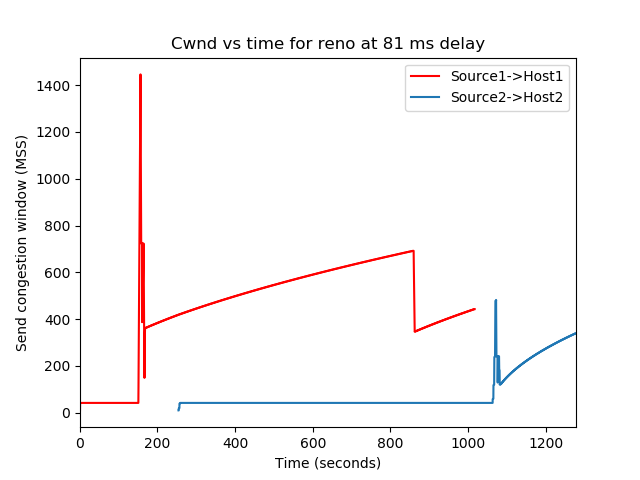 Cwnd vs time for reno at 81 ms delay
Source1->Host1
Source2->Host2
Send congestion window (MSS)
1400
1200
1000
800
600
400
200
0
0 200 400 600 800 1000 1200
Time (seconds)